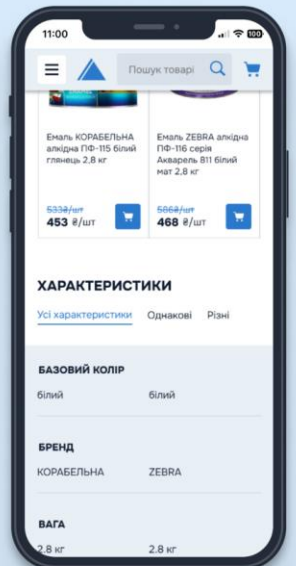 11:00
100
Пошук товарі
Емаль КОРАБЕЛЬНА
алкідна ПФ-115 білий
глянець 2,8 кг
Емаль ZEBRA алкідна
ПФ-116 серія
Акварель 811 білий
мат 2,8 кг
533₴/шт
453 ₴/шт
586₴/шт
468 ₴/шт
ХАРАКТЕРИСТИКИ
Усі характеристики Однакові Різні
БАЗОВИЙ КОЛІР
білий білий
БРЕНД
КОРАБЕЛЬНА ZEBRA
ВАГА
2.8 кг 2.8 кг